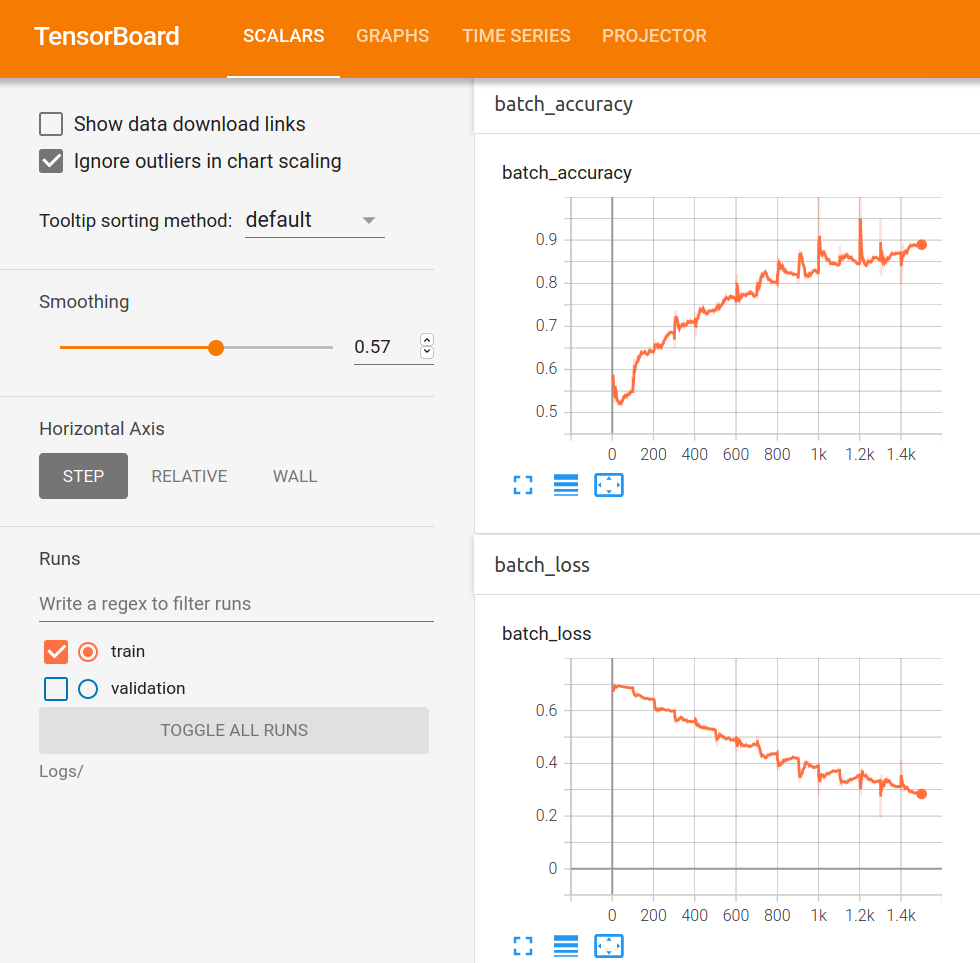 TensorBoard SCALARS GRAPHS TIME SERIES PROJECTOR
Show data download links
Ignore outliers in chart scaling
Tooltip sorting method: default
Smoothing
0.57
Horizontal Axis
STEP RELATIVE WALL
Runs
Write a regex to filter runs
train
validation
TOGGLE ALL RUNS
Logs/
batch_accuracy
batch_accuracy
0.9
0.8
0.7
0.6
0.5
0 200 400 600 800 1k 1.2k 1.4k
batch_loss
batch_loss
0.6
0.4
0.2
0
0 200 400 600 800 1k 1.2k 1.4k